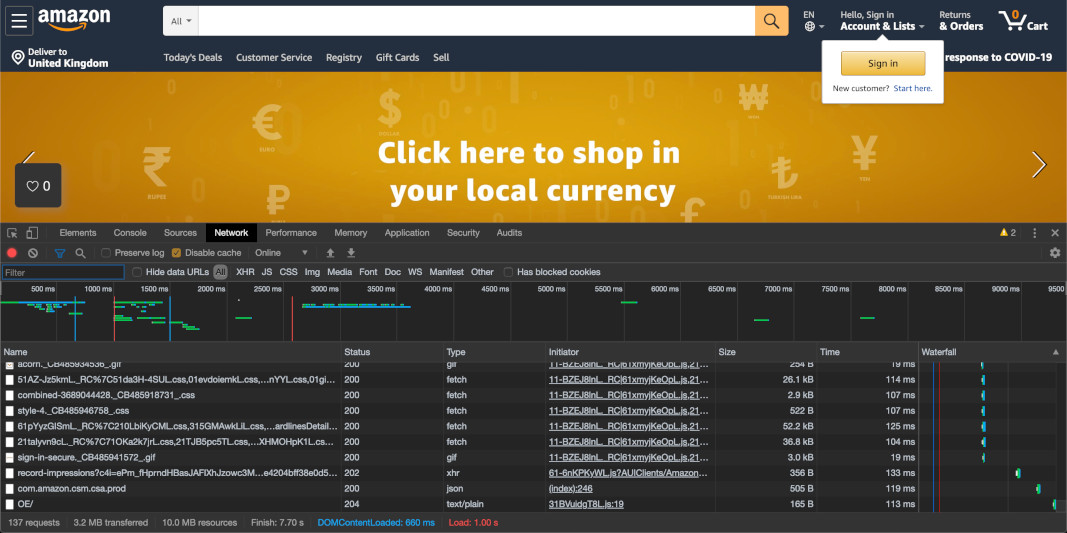 amazon
All
EN
Hello, Sign in
Account & Lists
Returns
& Orders
0
Cart
Deliver to
United Kingdom
Today's Deals Customer Service Registry Gift Cards Sell
response to COVID-19
Sign in
New customer? Start here.
Click here to shop in
your local currency
€
EURO
$
DOLLAR
₩
₹
RUPEE
₽
₺
TURKISH LIRA
¥
YEN
€
0
Elements Console Sources Network Performance Memory Application Security Audits
2
Preserve log Disable cache Online
Filter
Hide data URLs All XHR JS CSS Img Media Font Doc WS Manifest Other Has blocked cookies
500 ms 1000 ms 1500 ms 2000 ms 2500 ms 3000 ms 3500 ms 4000 ms 4500 ms 5000 ms 5500 ms 6000 ms 6500 ms 7000 ms 7500 ms 8000 ms 8500 ms 9000 ms 9500
Name Status Type Initiator Size Time Waterfall
acorn._CB485934536_.gif 200 gif 11-BZEJ8lnL._RC|61xmyjKeOpL.js,21... 254 B 19 ms
51AZ-Jz5kmL._RC%7C51da3H-4SUL.css,01evdoiemkL.css,...nYYL.css,01gi... 200 fetch 11-BZEJ8lnL._RC|61xmyjKeOpL.js,21... 26.1 kB 114 ms
combined-3689044428._CB485918731_.css 200 fetch 11-BZEJ8lnL._RC|61xmyjKeOpL.js,21... 2.9 kB 107 ms
style-4._CB485946758_.css 200 fetch 11-BZEJ8lnL._RC|61xmyjKeOpL.js,21... 522 B 107 ms
61pYyzGlSmL._RC%7C210LbiKyCML.css,315GMAwkLiL.css,...ardlinesDetail... 200 fetch 11-BZEJ8lnL._RC|61xmyjKeOpL.js,21... 52.2 kB 125 ms
21taIyvn9cL._RC%7C71OKa2k7jrL.css,21TJB5pc5TL.css,...XHMOHpK1L.c... 200 fetch 11-BZEJ8lnL._RC|61xmyjKeOpL.js,21... 36.8 kB 104 ms
sign-in-secure._CB485941572_.gif 200 fetch 11-BZEJ8lnL._RC|61xmyjKeOpL.js,21... 3.0 kB 19 ms
record-impressions?c4i=ePm_fHprndHBasJAFIXhJzowc3M...e4204bff38e0d5... 202 xhr 61-6nKPKyWL.js?AUIClients/Amazon... 356 B 133 ms
com.amazon.csm.csa.prod 200 json (index):246 505 B 119 ms
OE/ 204 text/plain 31BVuidgT8L.js:19 165 B 113 ms
137 requests 3.2 MB transferred 10.0 MB resources Finish: 7.70 s DOMContentLoaded: 660 ms Load: 1.00 s